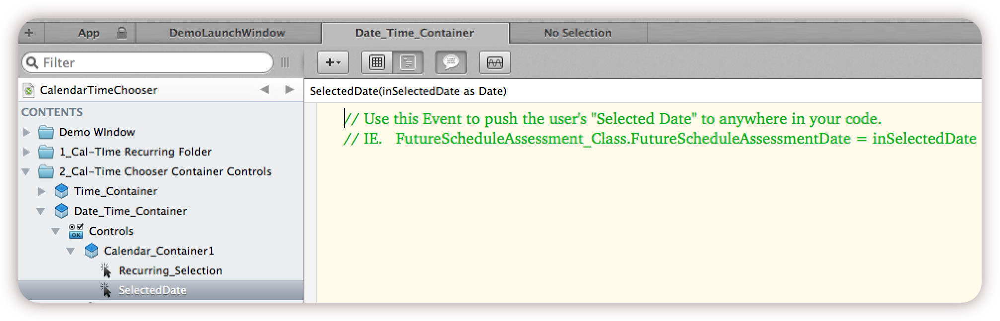 + App DemoLaunchWindow Date_Time_Container No Selection
Filter
CalendarTimeChooser
SelectedDate(inSelectedDate as Date)
CONTENTS
Demo WIndow
1_Cal-TIme Recurring Folder
2_Cal-Time Chooser Container Controls
Time_Container
Date_Time_Container
OK Controls
Calendar_Container1
Recurring_Selection
SelectedDate
// Use this Event to push the user's "Selected Date" to anywhere in your code.
// IE. FutureScheduleAssessment_Class.FutureScheduleAssessmentDate = inSelectedDate